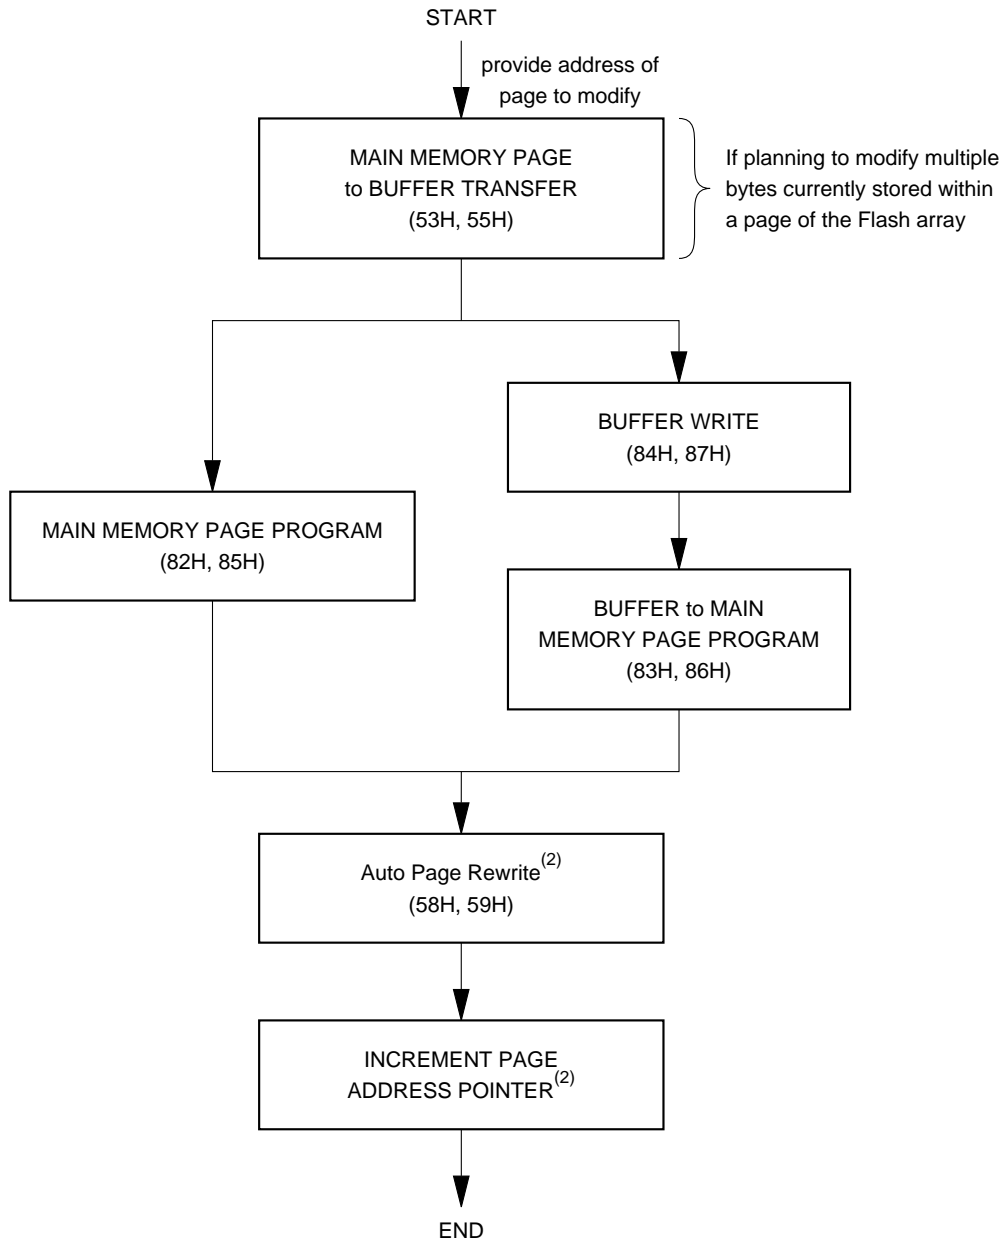 START
provide address of
page to modify
MAIN MEMORY PAGE
to BUFFER TRANSFER
(53H, 55H)
If planning to modify multiple
bytes currently stored within
a page of the Flash array
BUFFER WRITE
(84H, 87H)
MAIN MEMORY PAGE PROGRAM
(82H, 85H)
BUFFER to MAIN
MEMORY PAGE PROGRAM
(83H, 86H)
Auto Page Rewrite(2)
(58H, 59H)
INCREMENT PAGE
ADDRESS POINTER(2)
END